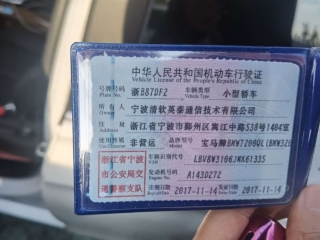 中华人民共和国机动车行驶证
Vehicle License of the People's Republic of China
号牌号码 浙B87DF2 车辆类型 小型轿车
Plate No. Vehicle Type
所有人 宁波清软英泰通信技术有限公司
住址 浙江省宁波市鄞州区嵩江中路538号1404室
使用性质 非营运 品牌型号 宝马牌BMW7200QL(BMW320
浙江省宁波市公安局交通警察支队
车辆识别代号 LBV8W3106JMK61335
发动机号码 A143D272
注册日期 2017-11-14 发证日期 2017-11-14